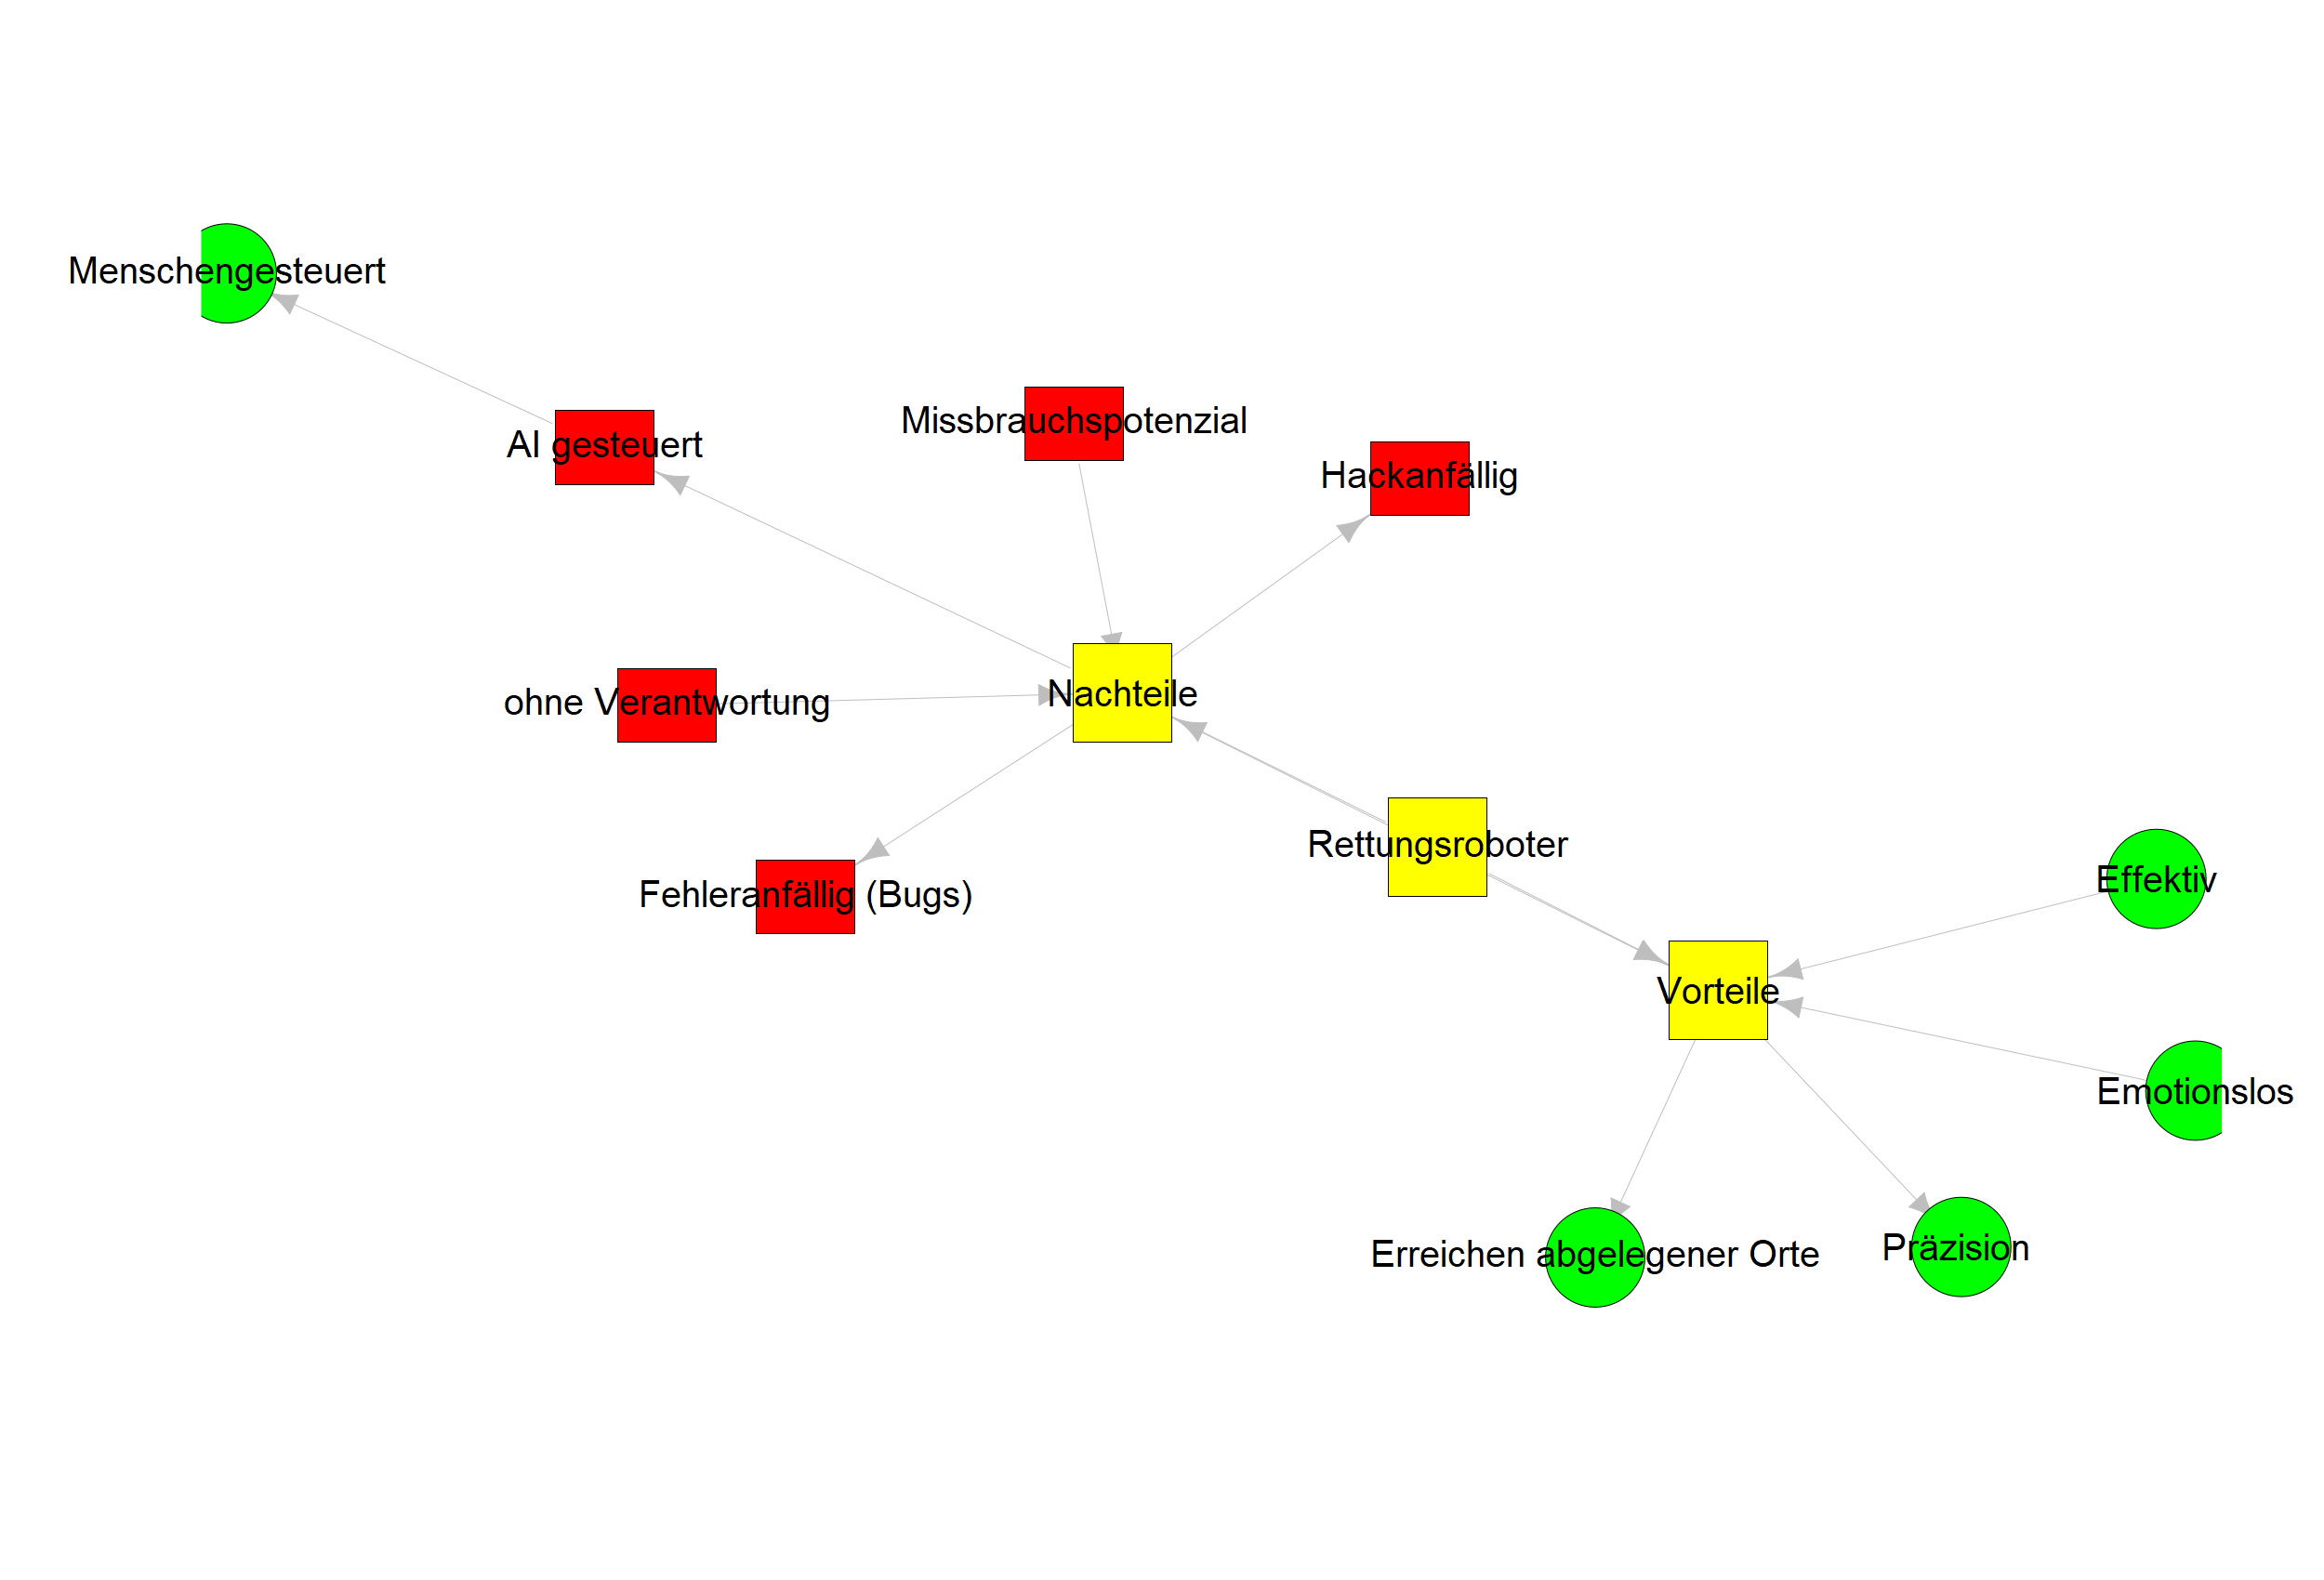 Menschengesteuert
Missbrauchspotenzial
AI gesteuert
Hackanfällig
Nachteile
ohne Verantwortung
Rettungsroboter
Effektiv
Fehleranfällig (Bugs)
Vorteile
Emotionslos
Präzision
Erreichen abgelegener Orte